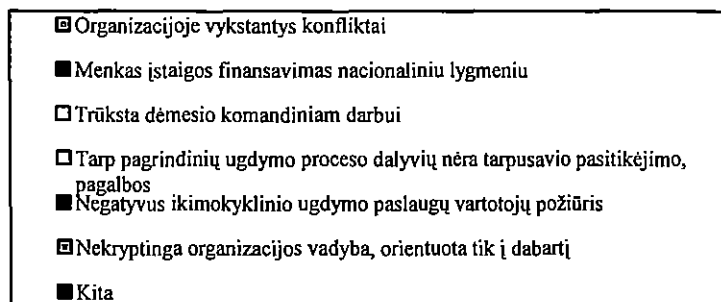 Organizacijoje vykstantys konfliktai
Menkas įstaigos finansavimas nacionaliniu lygmeniu
Trūksta dėmesio komandiniam darbui
Tarp pagrindinių ugdymo proceso dalyvių nėra tarpusavio pasitikėjimo,
pagalbos
Negatyvus ikimokyklinio ugdymo paslaugų vartotojų požiūris
Nekryptinga organizacijos vadyba, orientuota tik į dabartį
Kita